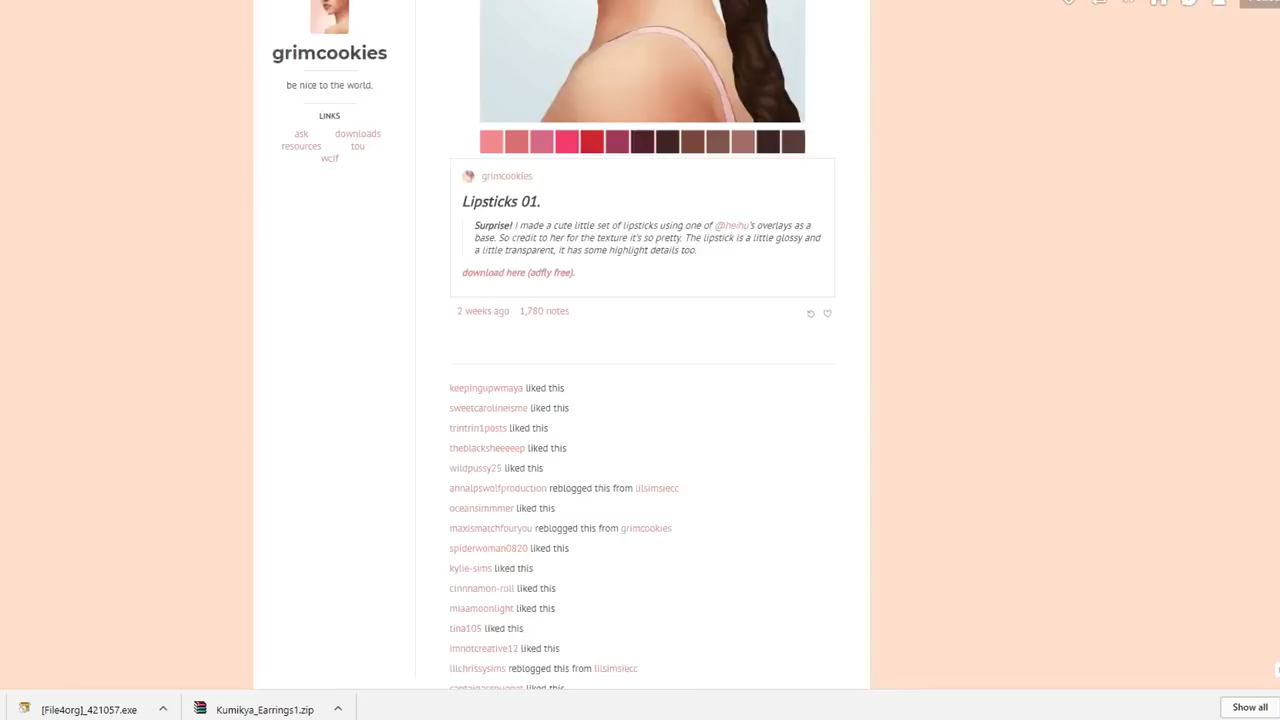 grimcookies
be nice to the world.
LINKS
ask
downloads
resources
tou
wcif
grimcookies
Lipsticks 01.
Surprise! I made a cute little set of lipsticks using one of @heihu's overlays as a
base. So credit to her for the texture it's so pretty. The lipstick is a little glossy and
a little transparent, it has some highlight details too.
download here (adfly free).
2 weeks ago 1,780 notes
keepingupwmaya liked this
sweetcarolineisme liked this
trintrin1posts liked this
theblacksheeeeep liked this
wildpussy25 liked this
annalpswolfproduction reblogged this from lilsimsiecc
oceansimmmer liked this
maxismatchfouryou reblogged this from grimcookies
spiderwoman0820 liked this
kylie-sims liked this
cinnnamon-roll liked this
miaamoonlight liked this
tina105 liked this
imnotcreative12 liked this
lilchrissysims reblogged this from lilsimsiecc
liked this
[File4org]_421057.exe
Kumikya_Earrings1.zip
Show all